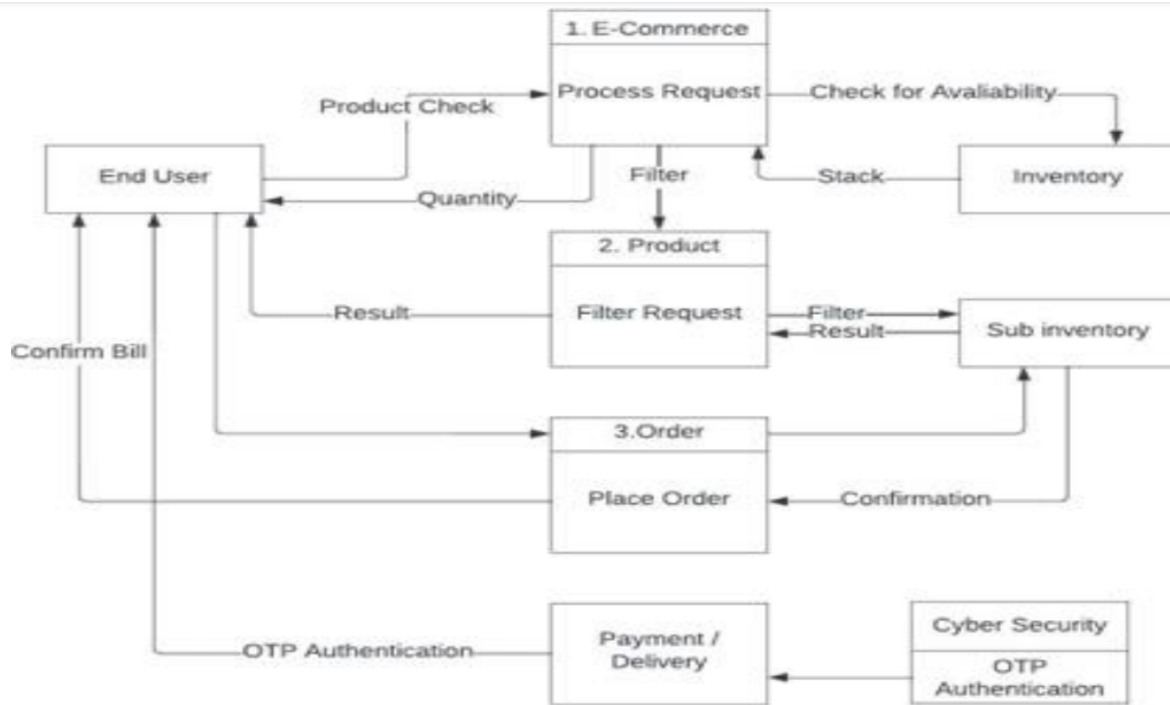 1. E-Commerce
Process Request
Product Check
Check for Avaliability
End User
Filter
Stack
Inventory
Quantity
2. Product
Result
Filter Request
Filter
Result
Sub inventory
Confirm Bill
3.Order
Place Order
Confirmation
OTP Authentication
Payment /
Delivery
Cyber Security
OTP
Authentication